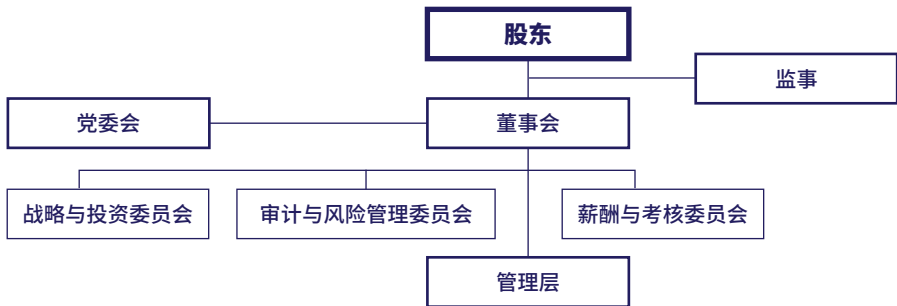 股东
监事
党委会
董事会
战略与投资委员会
审计与风险管理委员会
薪酬与考核委员会
管理层